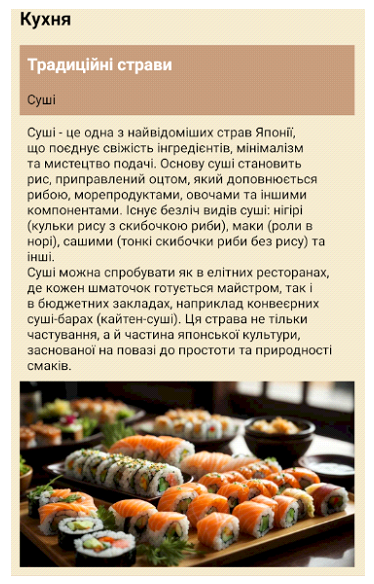 Кухня
Традиційні страви
Суші
Суші - це одна з найвідоміших страв Японії,
що поєднує свіжість інгредієнтів, мінімалізм
та мистецтво подачі. Основу суші становить
рис, приправлений оцтом, який доповнюється
рибою, морепродуктами, овочами та іншими
компонентами. Існує безліч видів суші: нігірі
(кульки рису з скибочкою риби), маки (роли в
норі), сашими (тонкі скибочки риби без рису) та
інші.
Суші можна спробувати як в елітних ресторанах,
де кожен шматочок готується майстром, так і
в бюджетних закладах, наприклад конвеєрних
суші-барах (кайтен-суші). Ця страва не тільки
частування, а й частина японської культури,
заснованої на повазі до простоти та природності
смаків.